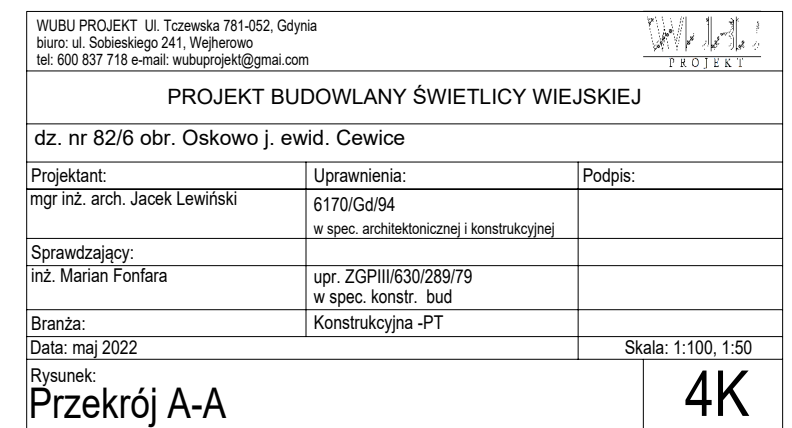 WUBU PROJEKT Ul. Tczewska 781-052, Gdynia
biuro: ul. Sobieskiego 241, Wejherowo
tel: 600 837 718 e-mail: wubuprojekt@gmai.com
WUBU
PROJEKT
PROJEKT BUDOWLANY ŚWIETLICY WIEJSKIEJ
dz. nr 82/6 obr. Oskowo j. ewid. Cewice
Projektant: Uprawnienia: Podpis:
mgr inż. arch. Jacek Lewiński 6170/Gd/94
w spec. architektonicznej i konstrukcyjnej
Sprawdzający:
inż. Marian Fonfara upr. ZGPIII/630/289/79
w spec. konstr. bud
Branża: Konstrukcyjna -PT
Data: maj 2022 Skala: 1:100, 1:50
Rysunek:
Przekrój A-A 4K